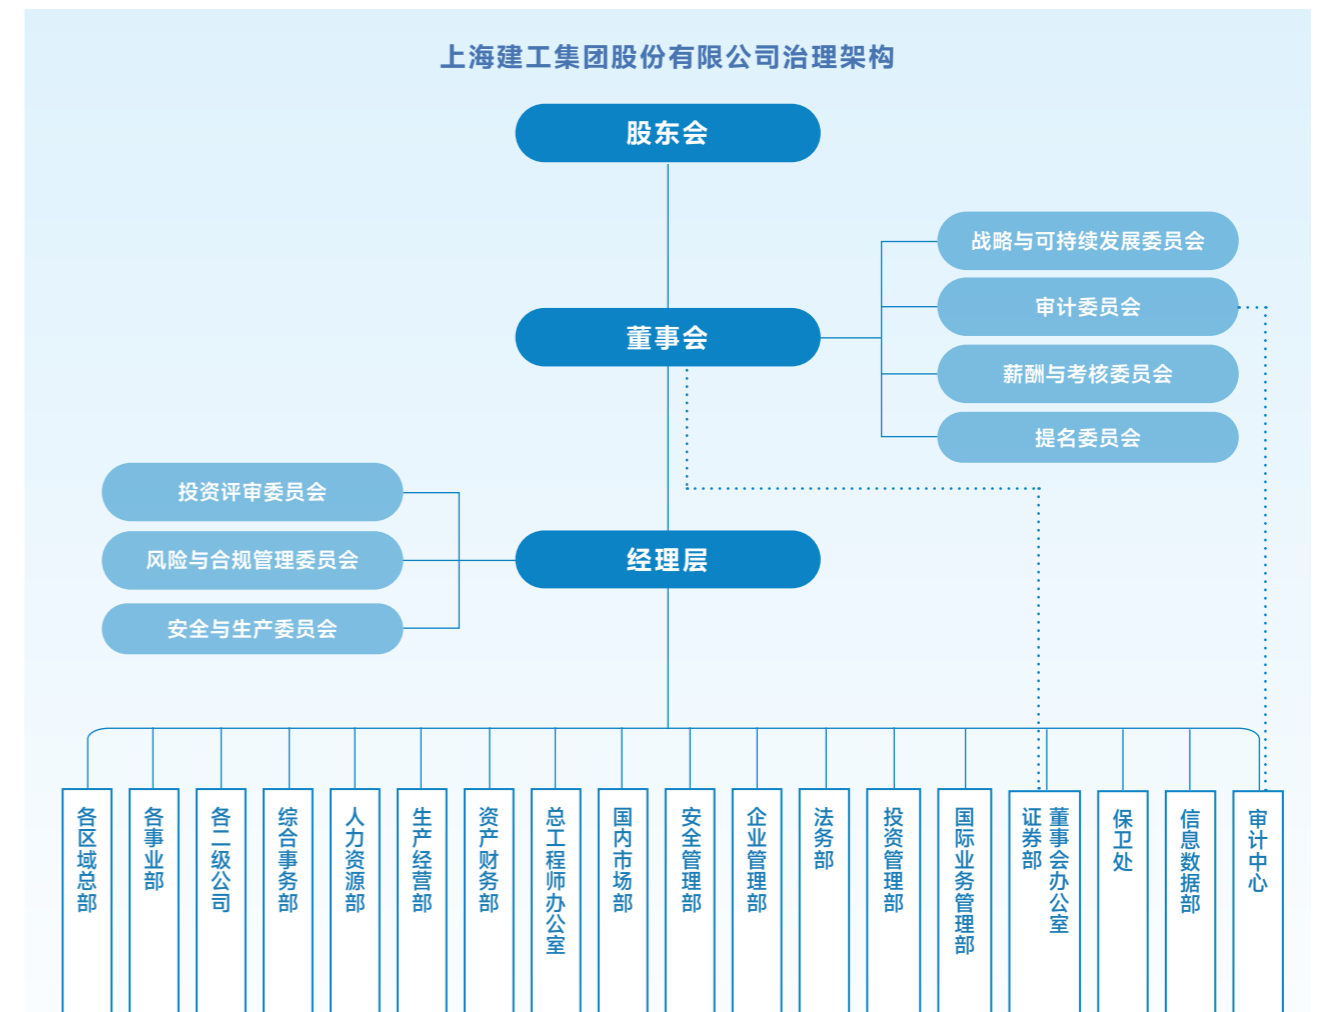 上海建工集团股份有限公司治理架构
股东会
战略与可持续发展委员会
审计委员会
董事会
薪酬与考核委员会
提名委员会
投资评审委员会
风险与合规管理委员会
经理层
安全与生产委员会
各区域总部
各事业部
各二级公司
综合事务部
人力资源部
生产经营部
资产财务部
总工程师办公室
国内市场部
安全管理部
企业管理部
法务部
投资管理部
国际业务管理部
董事会办公室
证券部
保卫处
信息数据部
审计中心